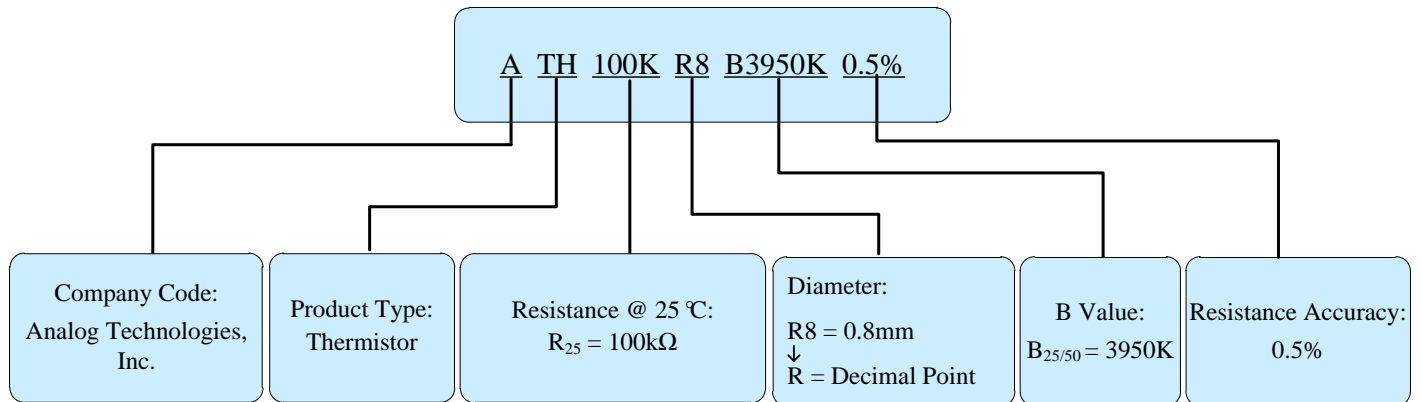 A TH 100K R8 B3950K 0.5%
Company Code:
Analog Technologies,
Inc.
Product Type:
Thermistor
Resistance @ 25 ℃:
R₂₅ = 100kΩ
Diameter:
R8 = 0.8mm
↓
R = Decimal Point
B Value:
B₂₅/₅₀ = 3950K
Resistance Accuracy:
0.5%